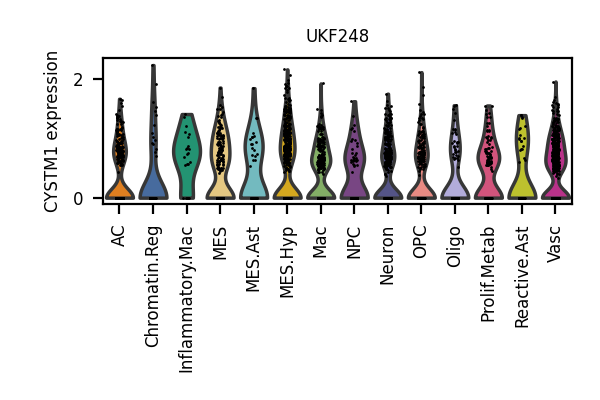 UKF248
CYSTM1 expression
2
0
AC
Chromatin.Reg
Inflammatory.Mac
MES
MES.Ast
MES.Hyp
Mac
NPC
Neuron
OPC
Oligo
Prolif.Metab
Reactive.Ast
Vasc